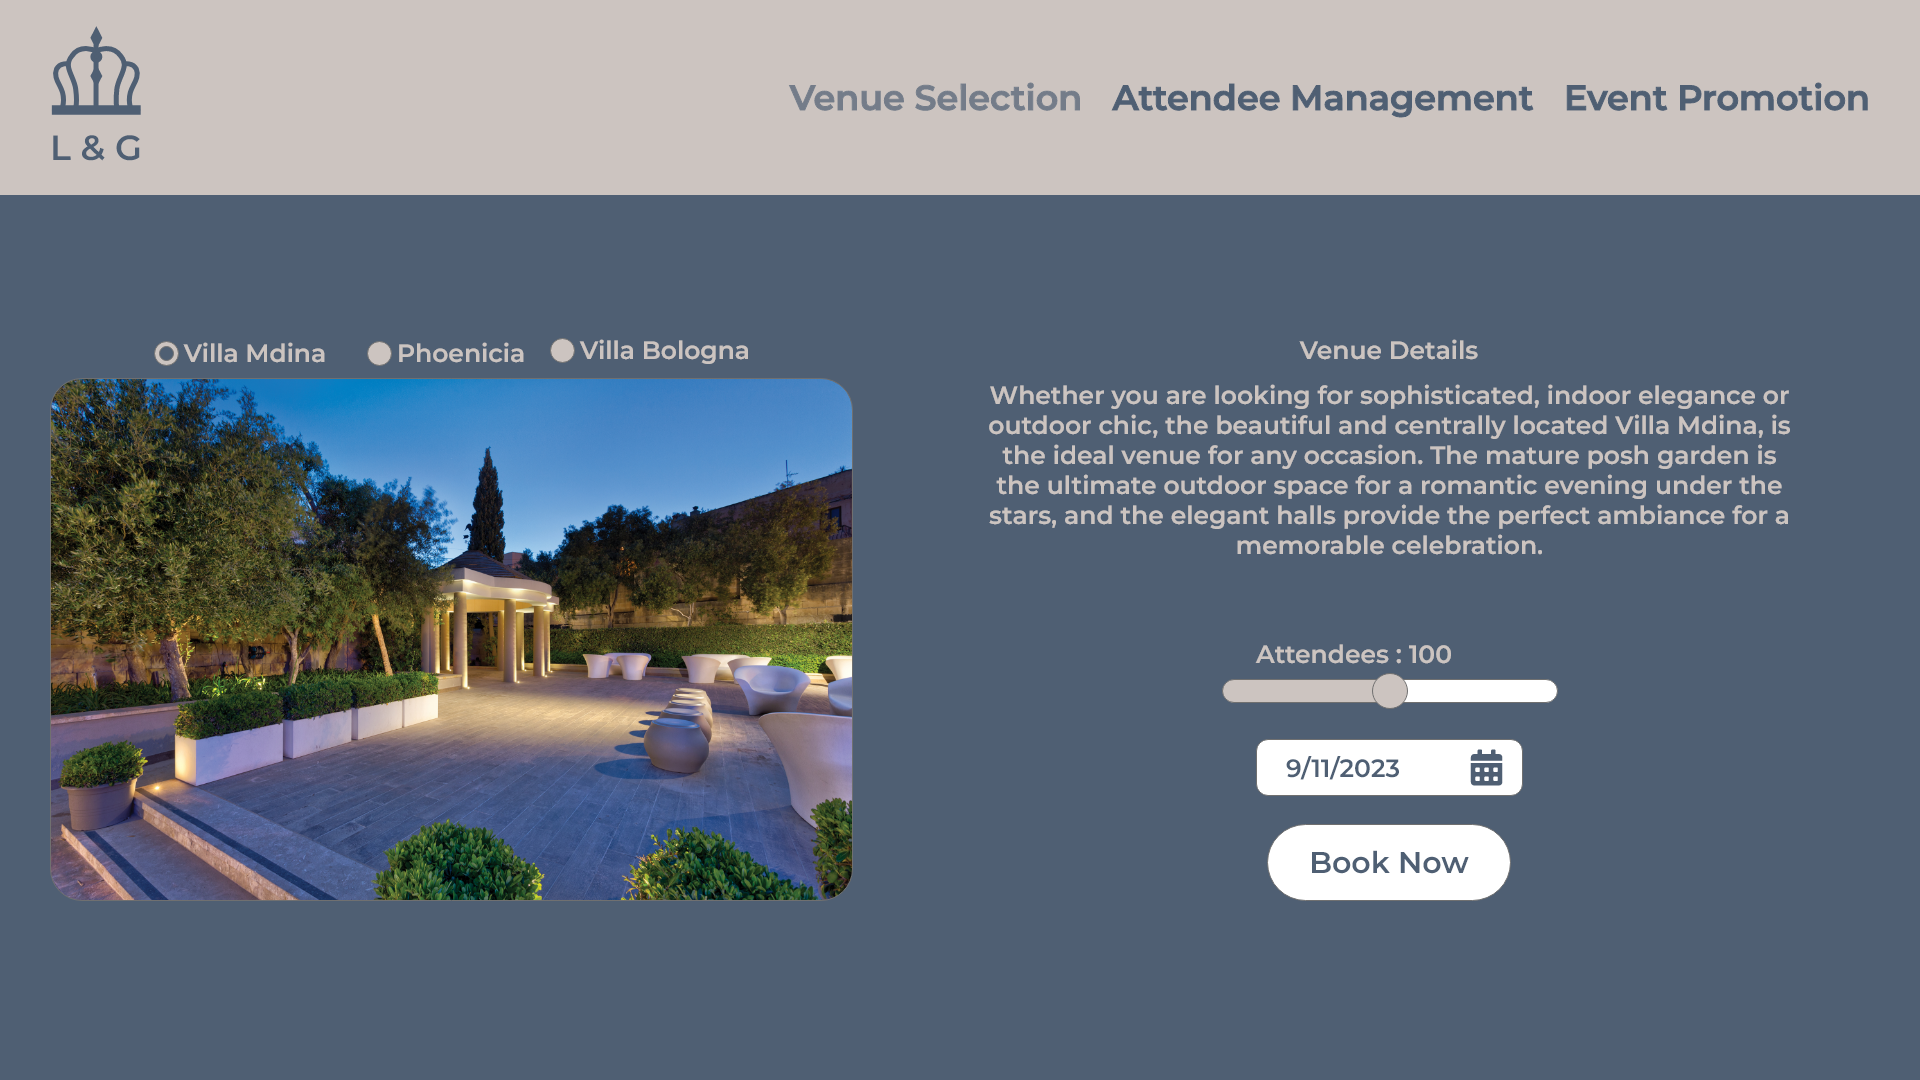 L & G
Venue Selection Attendee Management Event Promotion
Villa Mdina Phoenicia Villa Bologna
Venue Details
Whether you are looking for sophisticated, indoor elegance or
outdoor chic, the beautiful and centrally located Villa Mdina, is
the ideal venue for any occasion. The mature posh garden is
the ultimate outdoor space for a romantic evening under the
stars, and the elegant halls provide the perfect ambiance for a
memorable celebration.
Attendees : 100
9/11/2023
Book Now